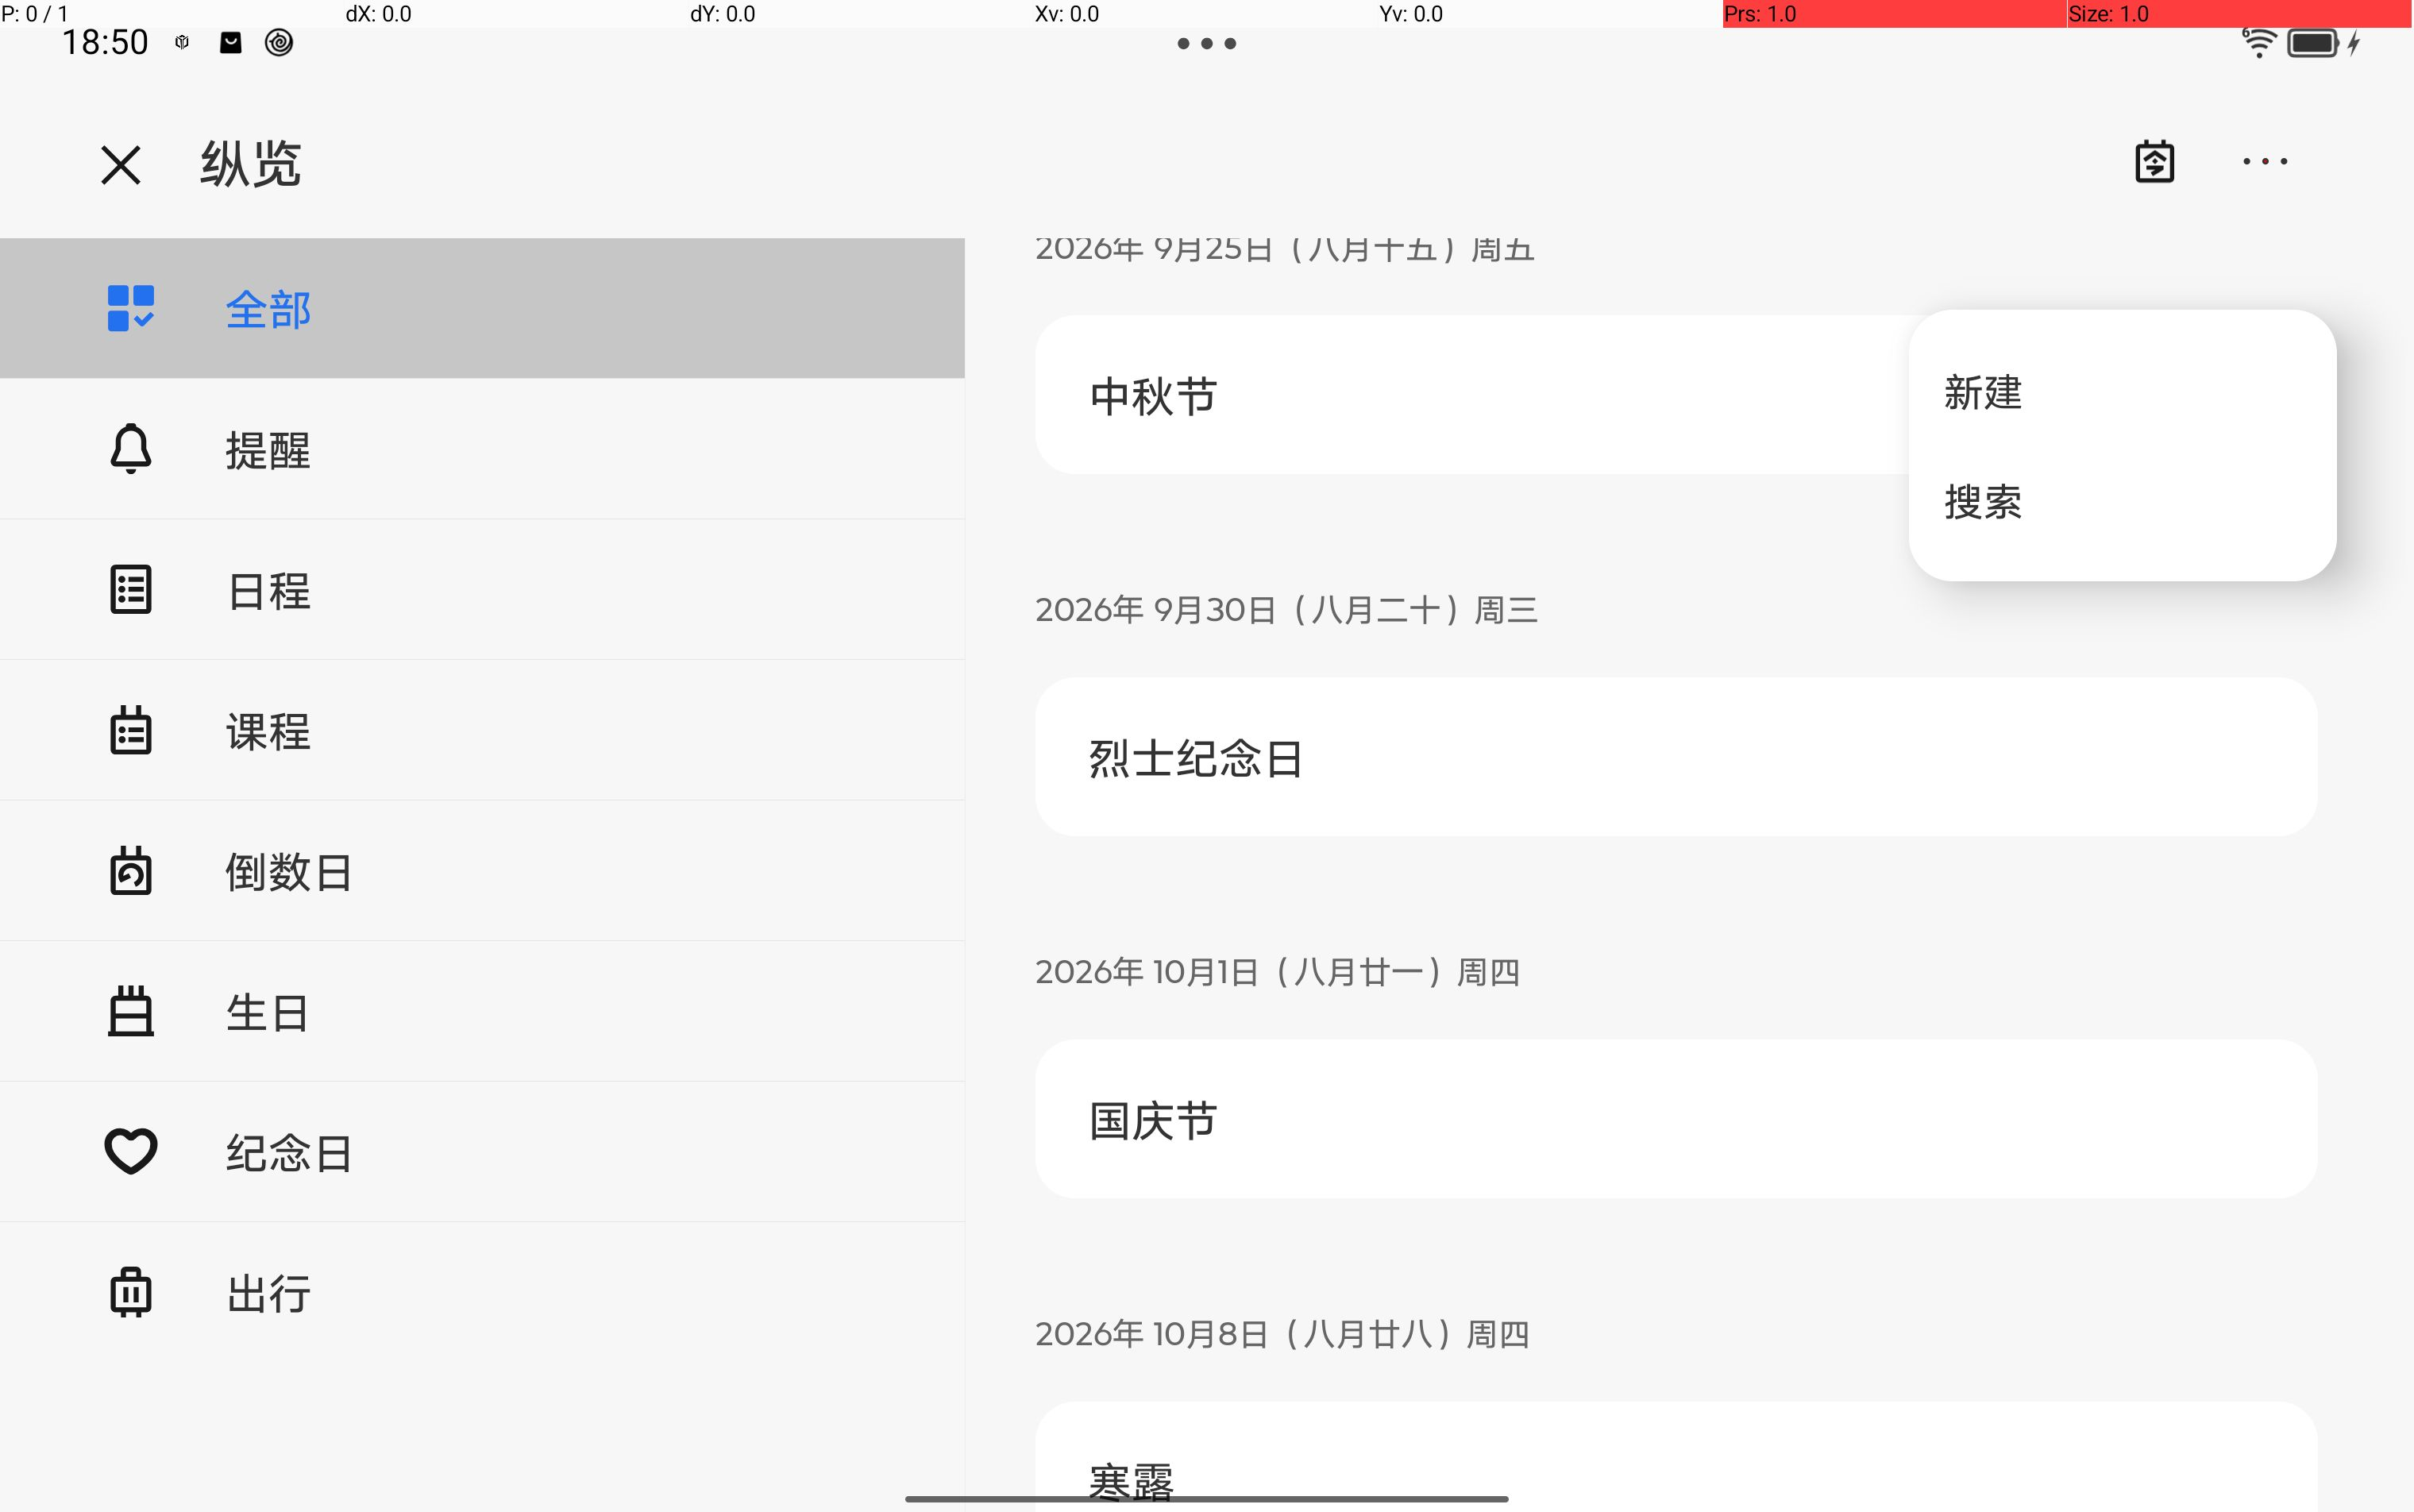 P: 0 / 1
dX: 0.0
dY: 0.0
Xv: 0.0
Yv: 0.0
Prs: 1.0
Size: 1.0
18:50
6
纵览
今
全部
提醒
日程
课程
倒数日
生日
纪念日
出行
2026年 9月25日（八月十五）周五
中秋节
新建
搜索
2026年 9月30日（八月二十）周三
烈士纪念日
2026年 10月1日（八月廿一）周四
国庆节
2026年 10月8日（八月廿八）周四
寒露